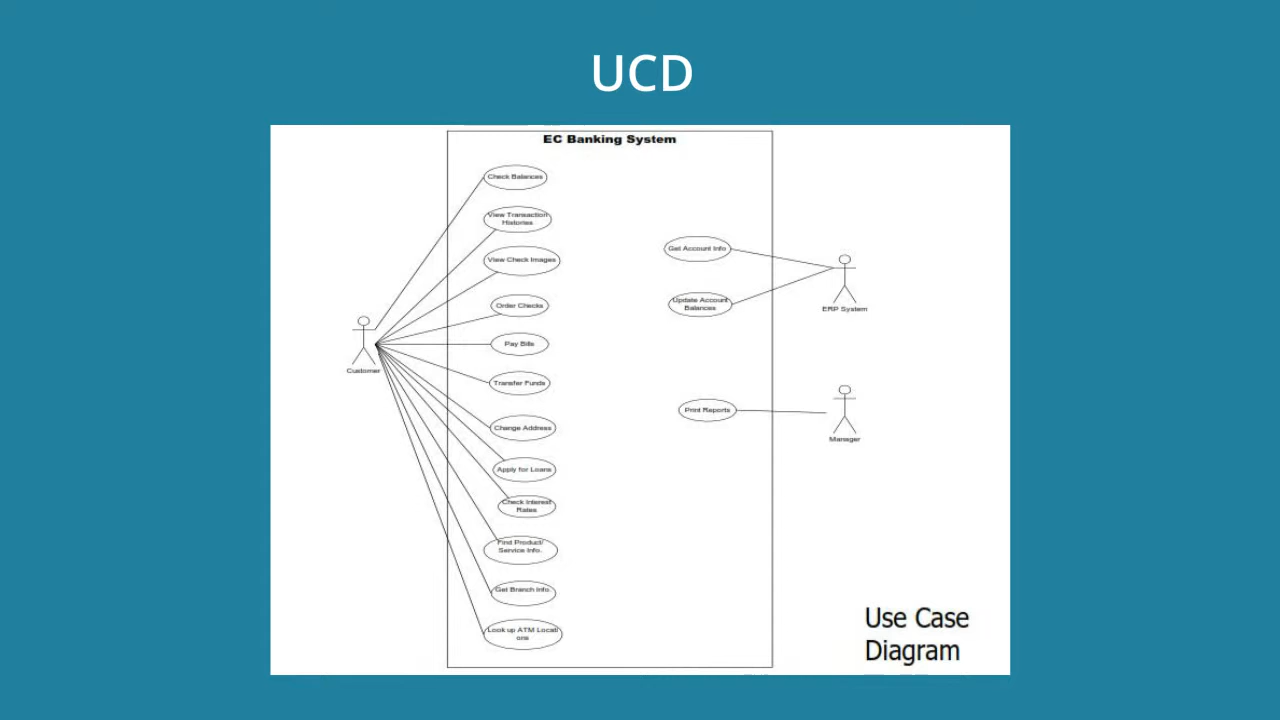 UCD
EC Banking System
Check Balances
View Transaction
Histories
View Check Images
Order Checks
Pay Bills
Transfer Funds
Change Address
Apply for Loans
Check Interest
Rates
Find Product/
Service Info.
Get Branch Info.
Look up ATM Locati
ons
Customer
Get Account Info
Update Account
Balances
Print Reports
ERP System
Manager
Use Case
Diagram